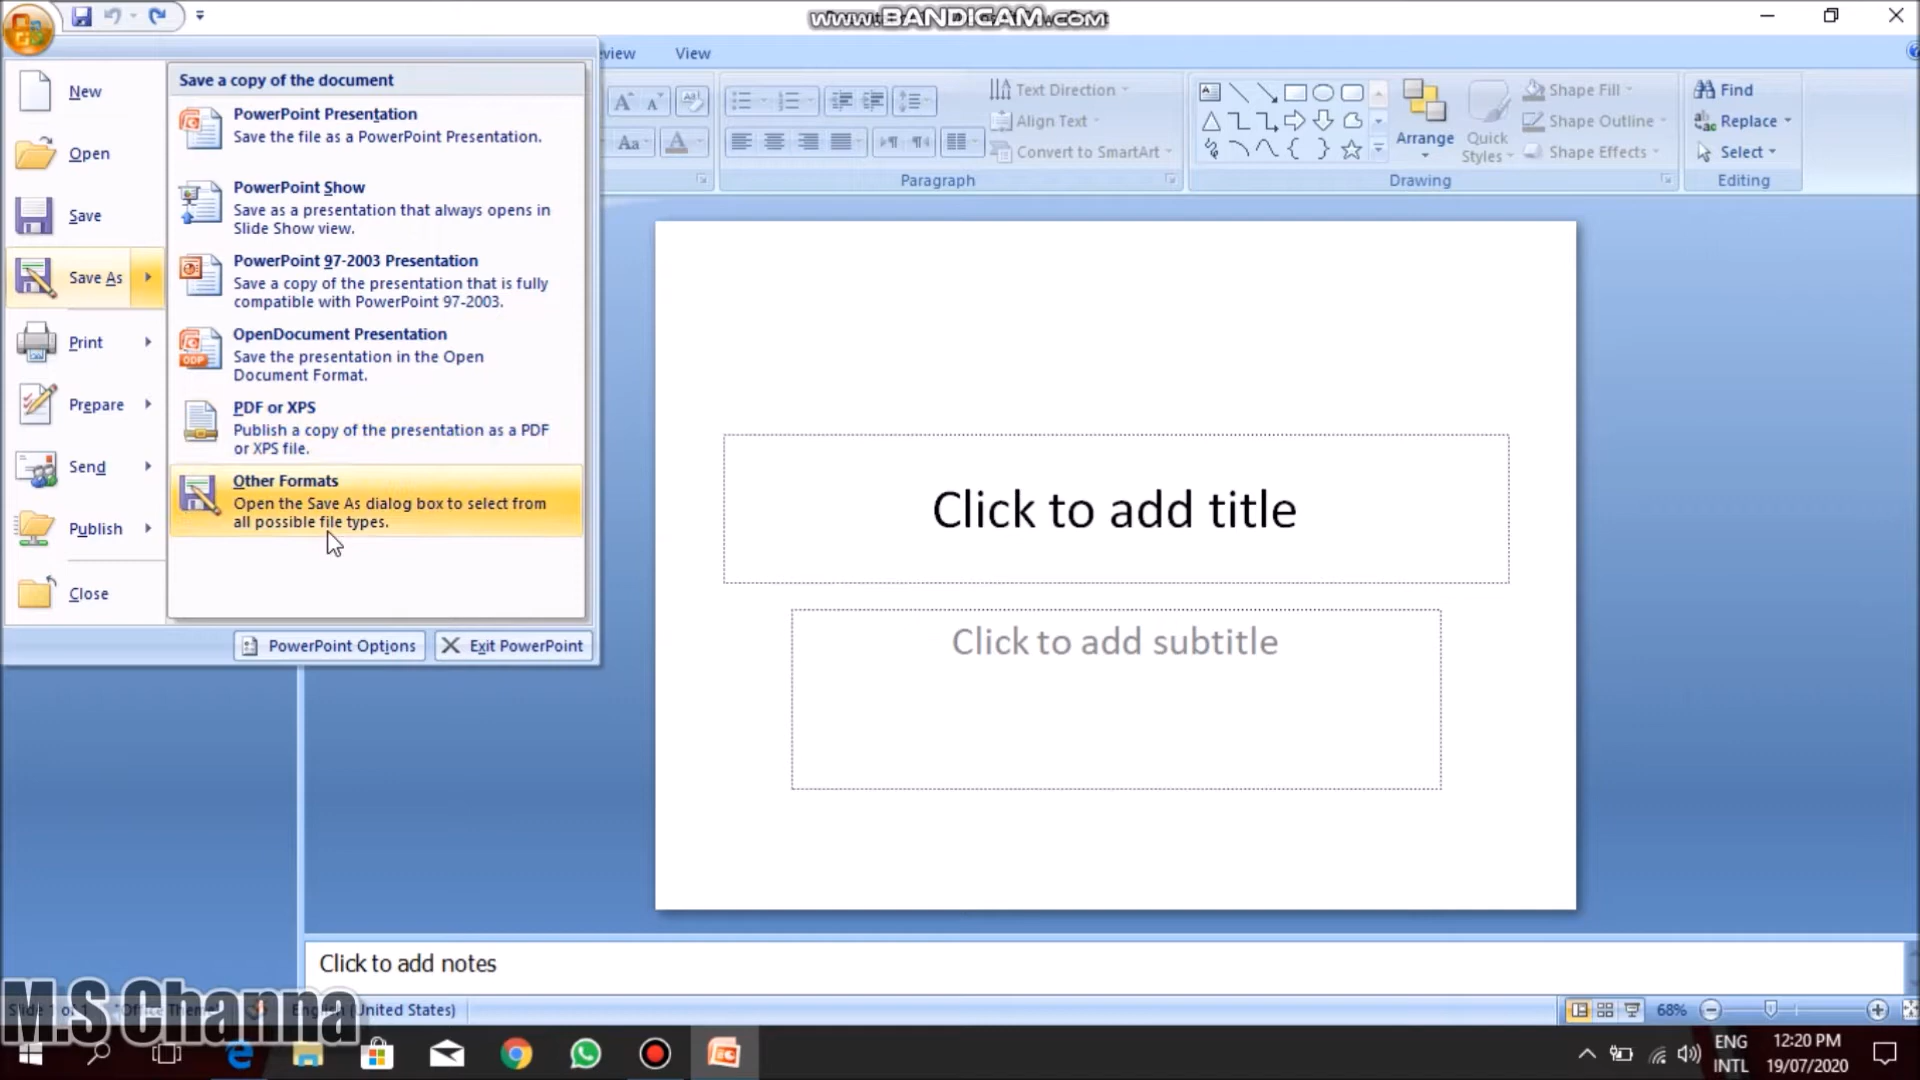 www.BANDICAM.com
eview
View
New
Open
Save
Save As
Print
Prepare
Send
Publish
Close
Save a copy of the document
PowerPoint Presentation
Save the file as a PowerPoint Presentation.
PowerPoint Show
Save as a presentation that always opens in
Slide Show view.
PowerPoint 97-2003 Presentation
Save a copy of the presentation that is fully
compatible with PowerPoint 97-2003.
OpenDocument Presentation
Save the presentation in the Open
Document Format.
PDF or XPS
Publish a copy of the presentation as a PDF
or XPS file.
Other Formats
Open the Save As dialog box to select from
all possible file types.
PowerPoint Options
Exit PowerPoint
Aa
A
Text Direction
Align Text
Convert to SmartArt
Paragraph
Arrange
Quick
Styles
Shape Fill
Shape Outline
Shape Effects
Drawing
Find
Replace
Select
Editing
Click to add title
Click to add subtitle
Click to add notes
M.S Channa
(United States)
68%
ENG
INTL
12:20 PM
19/07/2020